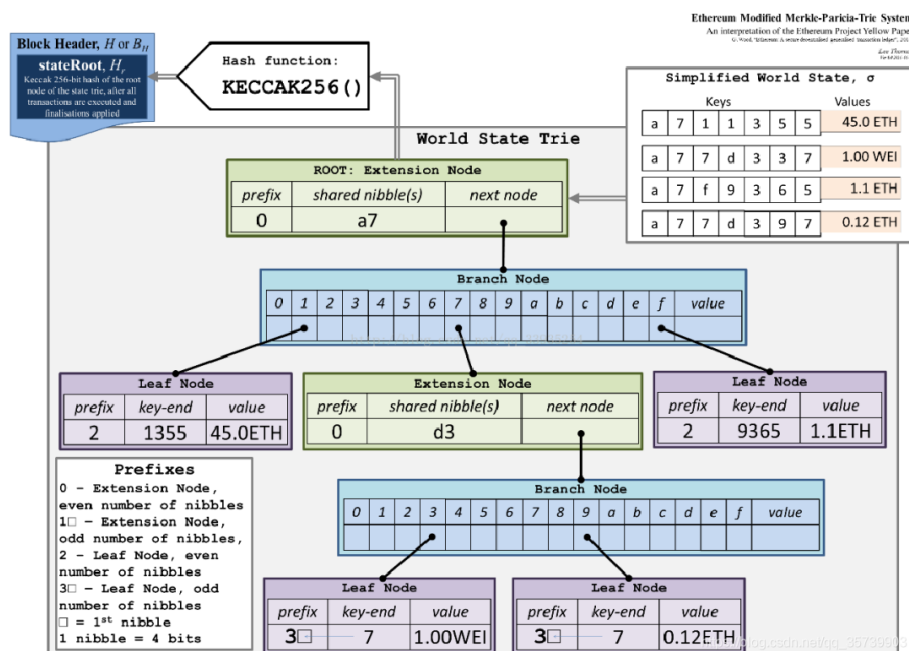 Ethereum Modified Merkle-Paricia-Trie System
An interpretation of the Ethereum Project Yellow Pape
Block Header, H or B_H
stateRoot, H_r
Keccak 256-bit hash of the root
node of the state trie, after all
transactions are executed and
finalisations applied
Hash function:
KECCAK256()
Simplified World State, σ
Keys Values
a 7 1 1 3 5 5 45.0 ETH
a 7 7 d 3 3 7 1.00 WEI
a 7 f 9 3 6 5 1.1 ETH
a 7 7 d 3 9 7 0.12 ETH
World State Trie
ROOT: Extension Node
prefix shared nibble(s) next node
0 a7
Branch Node
0 1 2 3 4 5 6 7 8 9 a b c d e f value
Leaf Node
prefix key-end value
2 1355 45.0ETH
Extension Node
prefix shared nibble(s) next node
0 d3
Leaf Node
prefix key-end value
2 9365 1.1ETH
Prefixes
0 – Extension Node,
even number of nibbles
1□ – Extension Node,
odd number of nibbles,
2 – Leaf Node, even
number of nibbles
3□ – Leaf Node, odd
number of nibbles
□ = 1st nibble
1 nibble = 4 bits
Branch Node
0 1 2 3 4 5 6 7 8 9 a b c d e f value
Leaf Node
prefix key-end value
3□ 7 1.00WEI
Leaf Node
prefix key-end value
3□ 7 0.12ETH